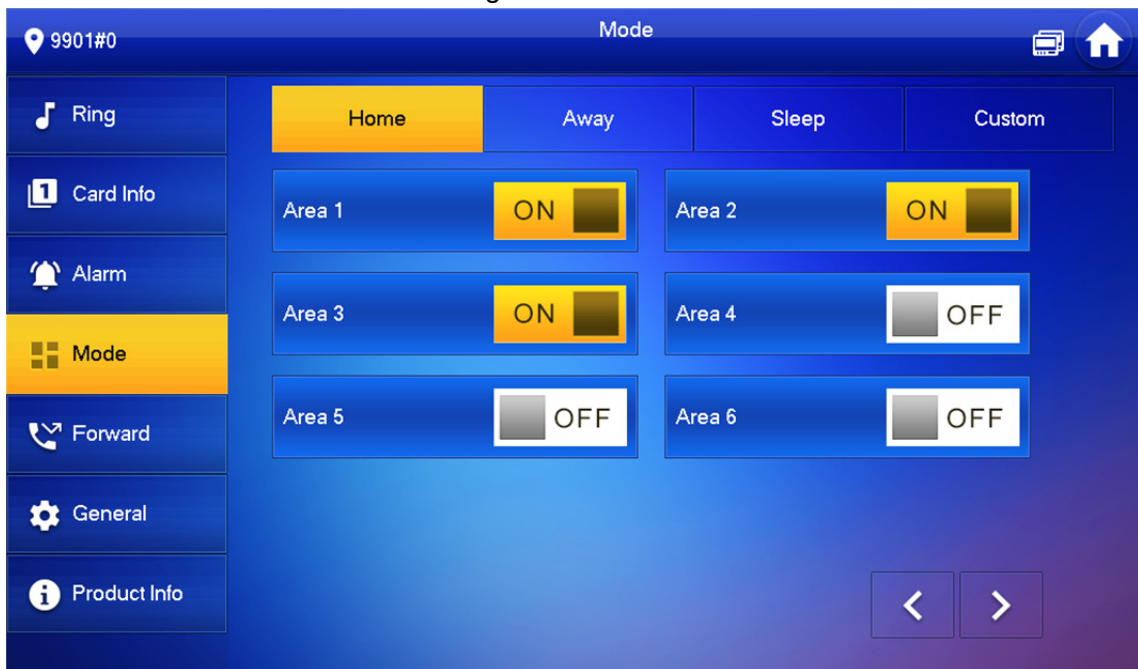 Mode
9901#0
Ring
Card Info
Alarm
Mode
Forward
General
Product Info
Home Away Sleep Custom
Area 1 ON Area 2 ON
Area 3 ON Area 4 OFF
Area 5 OFF Area 6 OFF